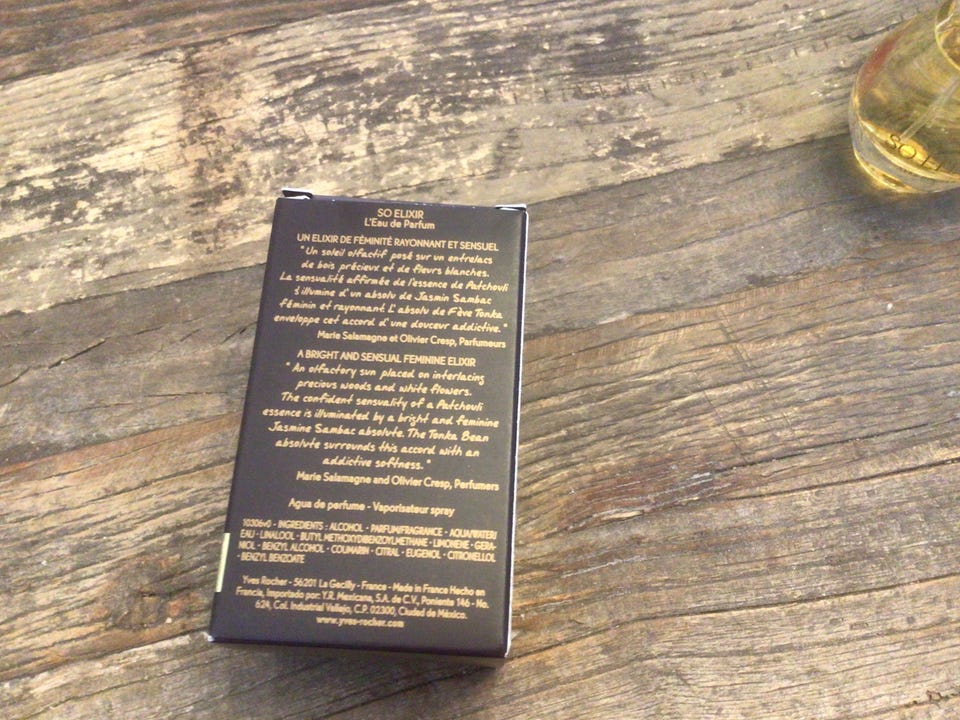 SO ELIXIR
L'Eau de Parfum
UN ELIXIR DE FÉMINITÉ RAYONNANT ET SENSUEL
"Un soleil olfactif posé sur un entrelacs
de bois précieux et de fleurs blanches.
La sensualité affirmée de l'essence de Patchouli
s'illumine d'un absolu de Jasmin Sambac
féminin et rayonnant L'absolu de Fève Tonka
enveloppe cet accord d'une douceur addictive."
Marie Salamagne et Olivier Cresp, Parfumeurs
A BRIGHT AND SENSUAL FEMININE ELIXIR
"An olfactory sun placed on interlacing
precious woods and white flowers.
The confident sensuality of a Patchouli
essence is illuminated by a bright and feminine
Jasmine Sambac absolute. The Tonka Bean
absolute surrounds this accord with an
addictive softness."
Marie Salamagne and Olivier Cresp, Perfumers
Agua de perfume - Vaporisateur spray
10306v0 - INGREDIENTS : ALCOHOL · PARFUM/FRAGRANCE · AQUA/WATER/
EAU · LINALOOL · BUTYL METHOXYDIBENZOYLMETHANE · LIMONENE · GERA-
NIOL · BENZYL ALCOHOL · COUMARIN · CITRAL · EUGENOL · CITRONELLOL
· BENZYL BENZOATE
Yves Rocher - 56201 La Gacilly - France - Made in France Hecho en
Francia, Importado por: Y.R. Mexicana, S.A. de C.V., Poniente 146 - No.
624, Col. Industrial Vallejo, C.P. 02300, Ciudad de México.
www.yves-rocher.com
SO EL